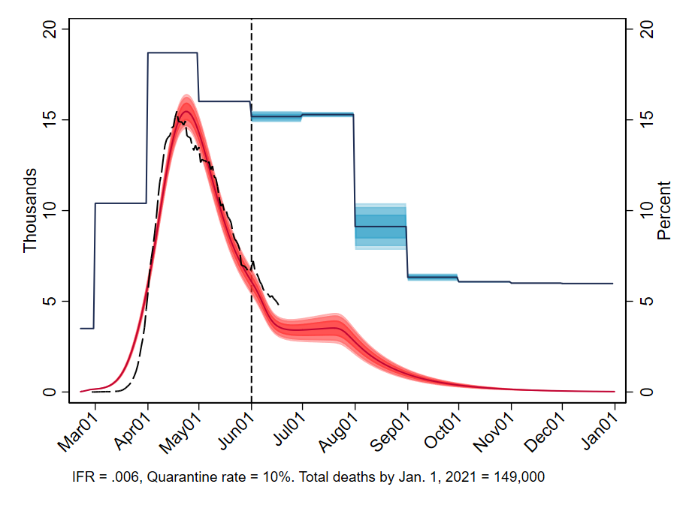 20
20
15
15
10
10
5
5
0
0
Thousands
Percent
Mar01
Apr01
May01
Jun01
Jul01
Aug01
Sep01
Oct01
Nov01
Dec01
Jan01
IFR = .006, Quarantine rate = 10%. Total deaths by Jan. 1, 2021 = 149,000